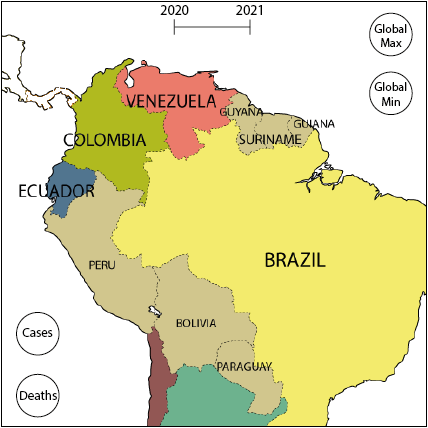 2020 2021
Global
Max
Global
Min
VENEZUELA
GUYANA
GUIANA
SURINAME
COLOMBIA
ECUADOR
PERU
BRAZIL
BOLIVIA
PARAGUAY
Cases
Deaths